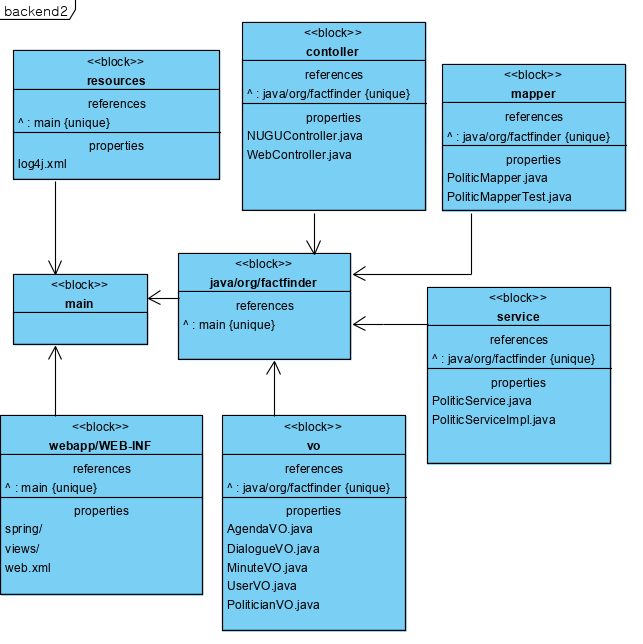 backend2
<<block>>
resources
references
^ : main {unique}
properties
log4j.xml
<<block>>
contoller
references
^ : java/org/factfinder {unique}
properties
NUGUController.java
WebController.java
<<block>>
mapper
references
^ : java/org/factfinder {unique}
properties
PoliticMapper.java
PoliticMapperTest.java
<<block>>
main
<<block>>
java/org/factfinder
references
^ : main {unique}
<<block>>
service
references
^ : java/org/factfinder {unique}
properties
PoliticService.java
PoliticServiceImpl.java
<<block>>
webapp/WEB-INF
references
^ : main {unique}
properties
spring/
views/
web.xml
<<block>>
vo
references
^ : java/org/factfinder {unique}
properties
AgendaVO.java
DialogueVO.java
MinuteVO.java
UserVO.java
PoliticianVO.java